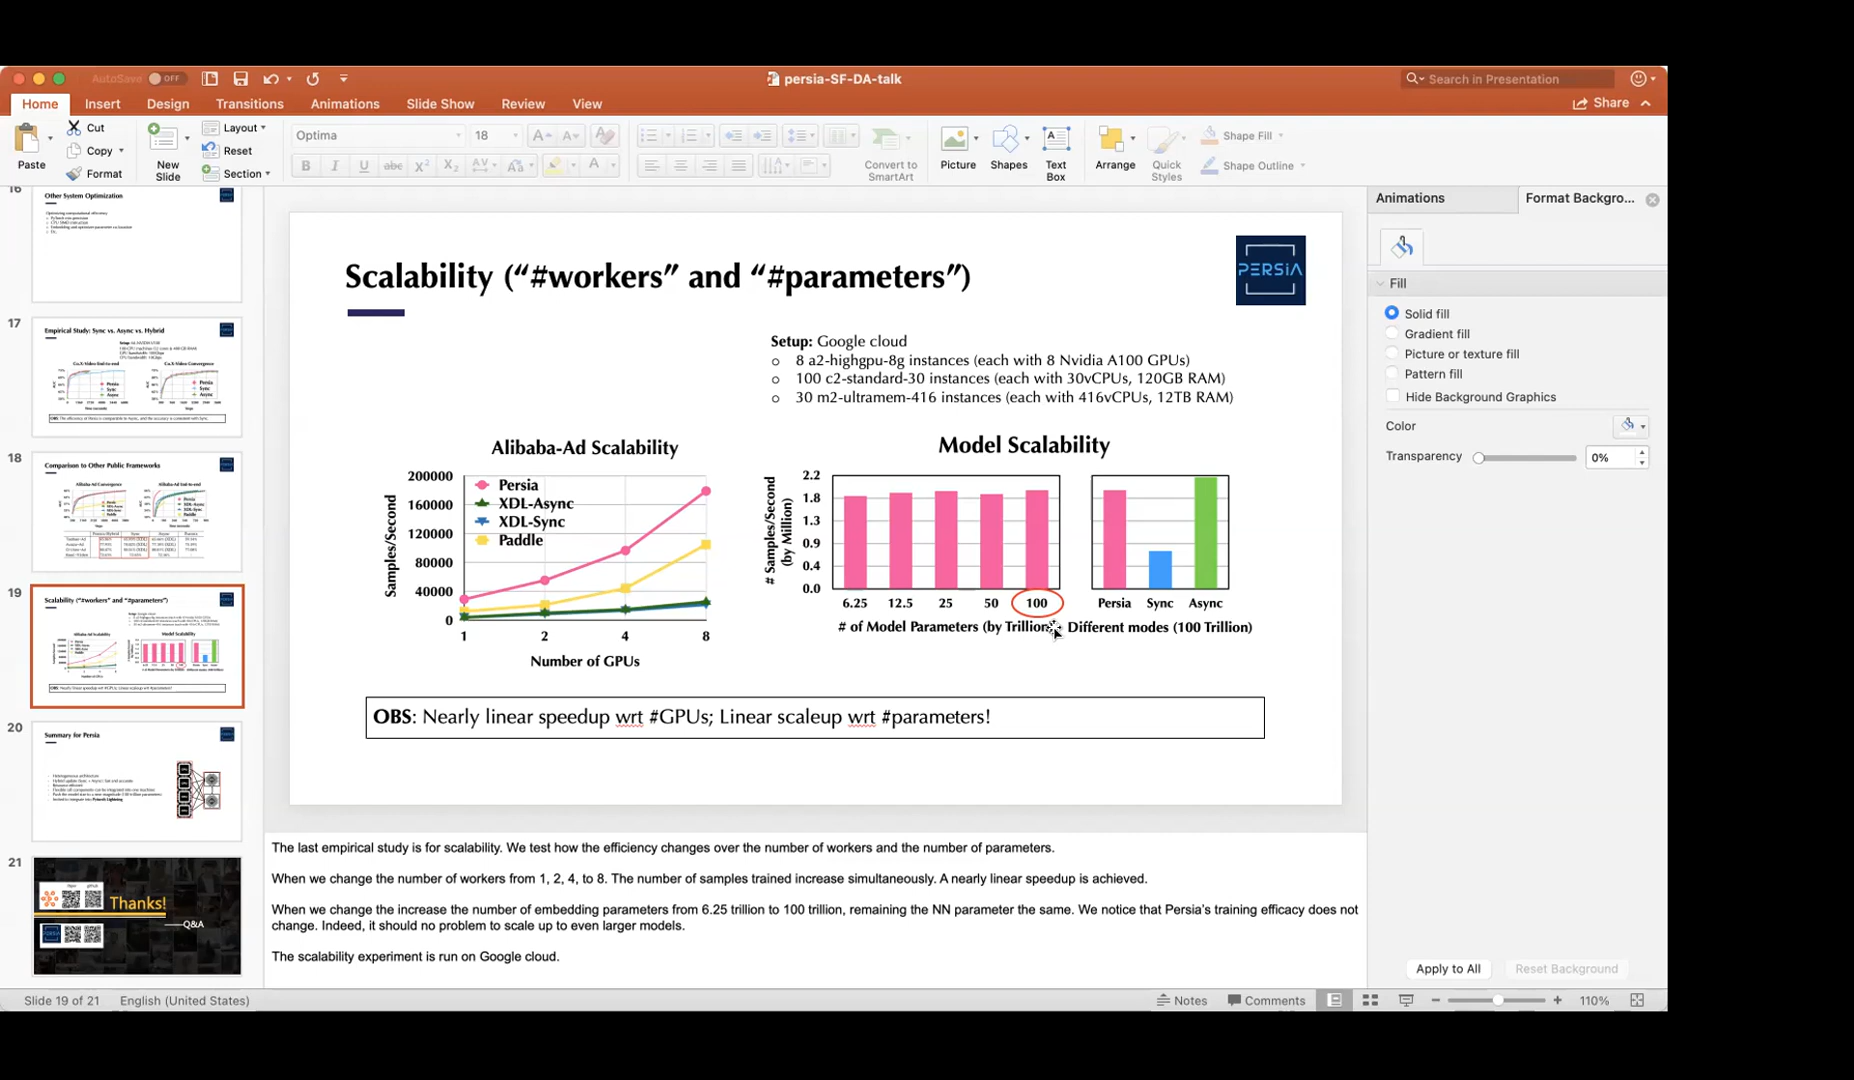 AutoSave OFF
persia-SF-DA-talk
Search in Presentation
Home Insert Design Transitions Animations Slide Show Review View
Share
Paste
Cut
Copy
Format
New Slide
Layout
Reset
Section
Optima 18
Convert to SmartArt
Picture
Shapes
Text Box
Arrange
Quick Styles
Shape Fill
Shape Outline
16
Other System Optimization
17
Empirical Study: Sync vs. Async vs. Hybrid
18
Comparison to Other Public Frameworks
19
Scalability ("#workers" and "#parameters")
20
Summary for Persia
21
Thanks!
Q&A
Scalability (“#workers” and “#parameters”)
PERSIA
Setup: Google cloud
8 a2-highgpu-8g instances (each with 8 Nvidia A100 GPUs)
100 c2-standard-30 instances (each with 30vCPUs, 120GB RAM)
30 m2-ultramem-416 instances (each with 416vCPUs, 12TB RAM)
Alibaba-Ad Scalability
Samples/Second
200000
160000
120000
80000
40000
0
Persia
XDL-Async
XDL-Sync
Paddle
1 2 4 8
Number of GPUs
Model Scalability
# Samples/Second
(by Million)
2.2
1.8
1.3
0.9
0.4
0.0
6.25 12.5 25 50 100
# of Model Parameters (by Trillion)
Persia Sync Async
Different modes (100 Trillion)
OBS: Nearly linear speedup wrt #GPUs; Linear scaleup wrt #parameters!
The last empirical study is for scalability. We test how the efficiency changes over the number of workers and the number of parameters.
When we change the number of workers from 1, 2, 4, to 8. The number of samples trained increase simultaneously. A nearly linear speedup is achieved.
When we change the increase the number of embedding parameters from 6.25 trillion to 100 trillion, remaining the NN parameter the same. We notice that Persia's training efficacy does not
change. Indeed, it should no problem to scale up to even larger models.
The scalability experiment is run on Google cloud.
Animations
Format Backgro...
Fill
Solid fill
Gradient fill
Picture or texture fill
Pattern fill
Hide Background Graphics
Color
Transparency 0%
Apply to All
Reset Background
Slide 19 of 21
English (United States)
Notes
Comments
110%